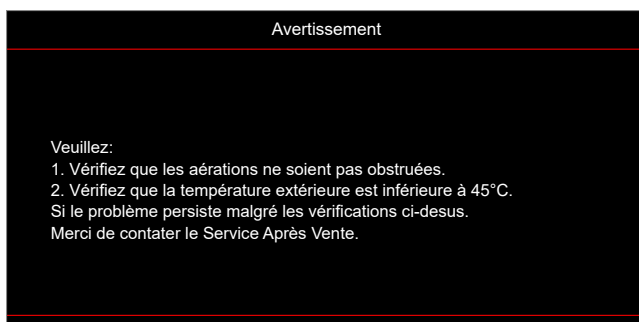 Avertissement
Veuillez:
1. Vérifiez que les aérations ne soient pas obstruées.
2. Vérifiez que la température extérieure est inférieure à 45°C.
Si le problème persiste malgré les vérifications ci-desus.
Merci de contater le Service Après Vente.